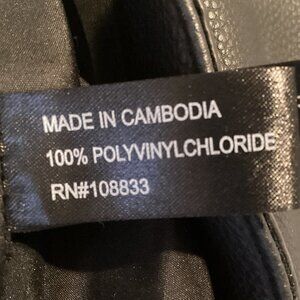 MADE IN CAMBODIA
100% POLYVINYLCHLORIDE
RN#108833